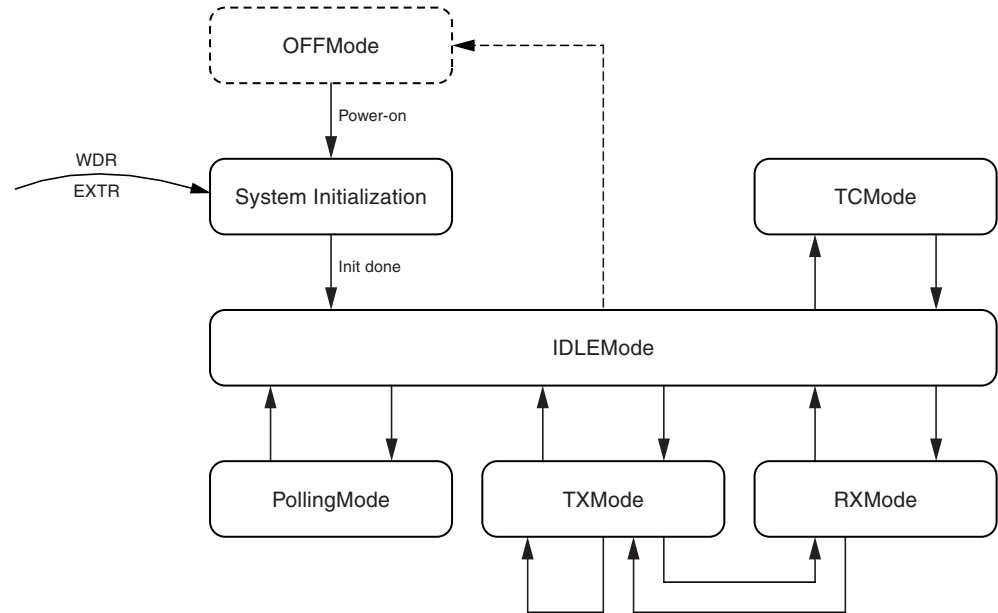 OFFMode
Power-on
WDR
EXTR
System Initialization
TCMode
Init done
IDLEMode
PollingMode
TXMode
RXMode